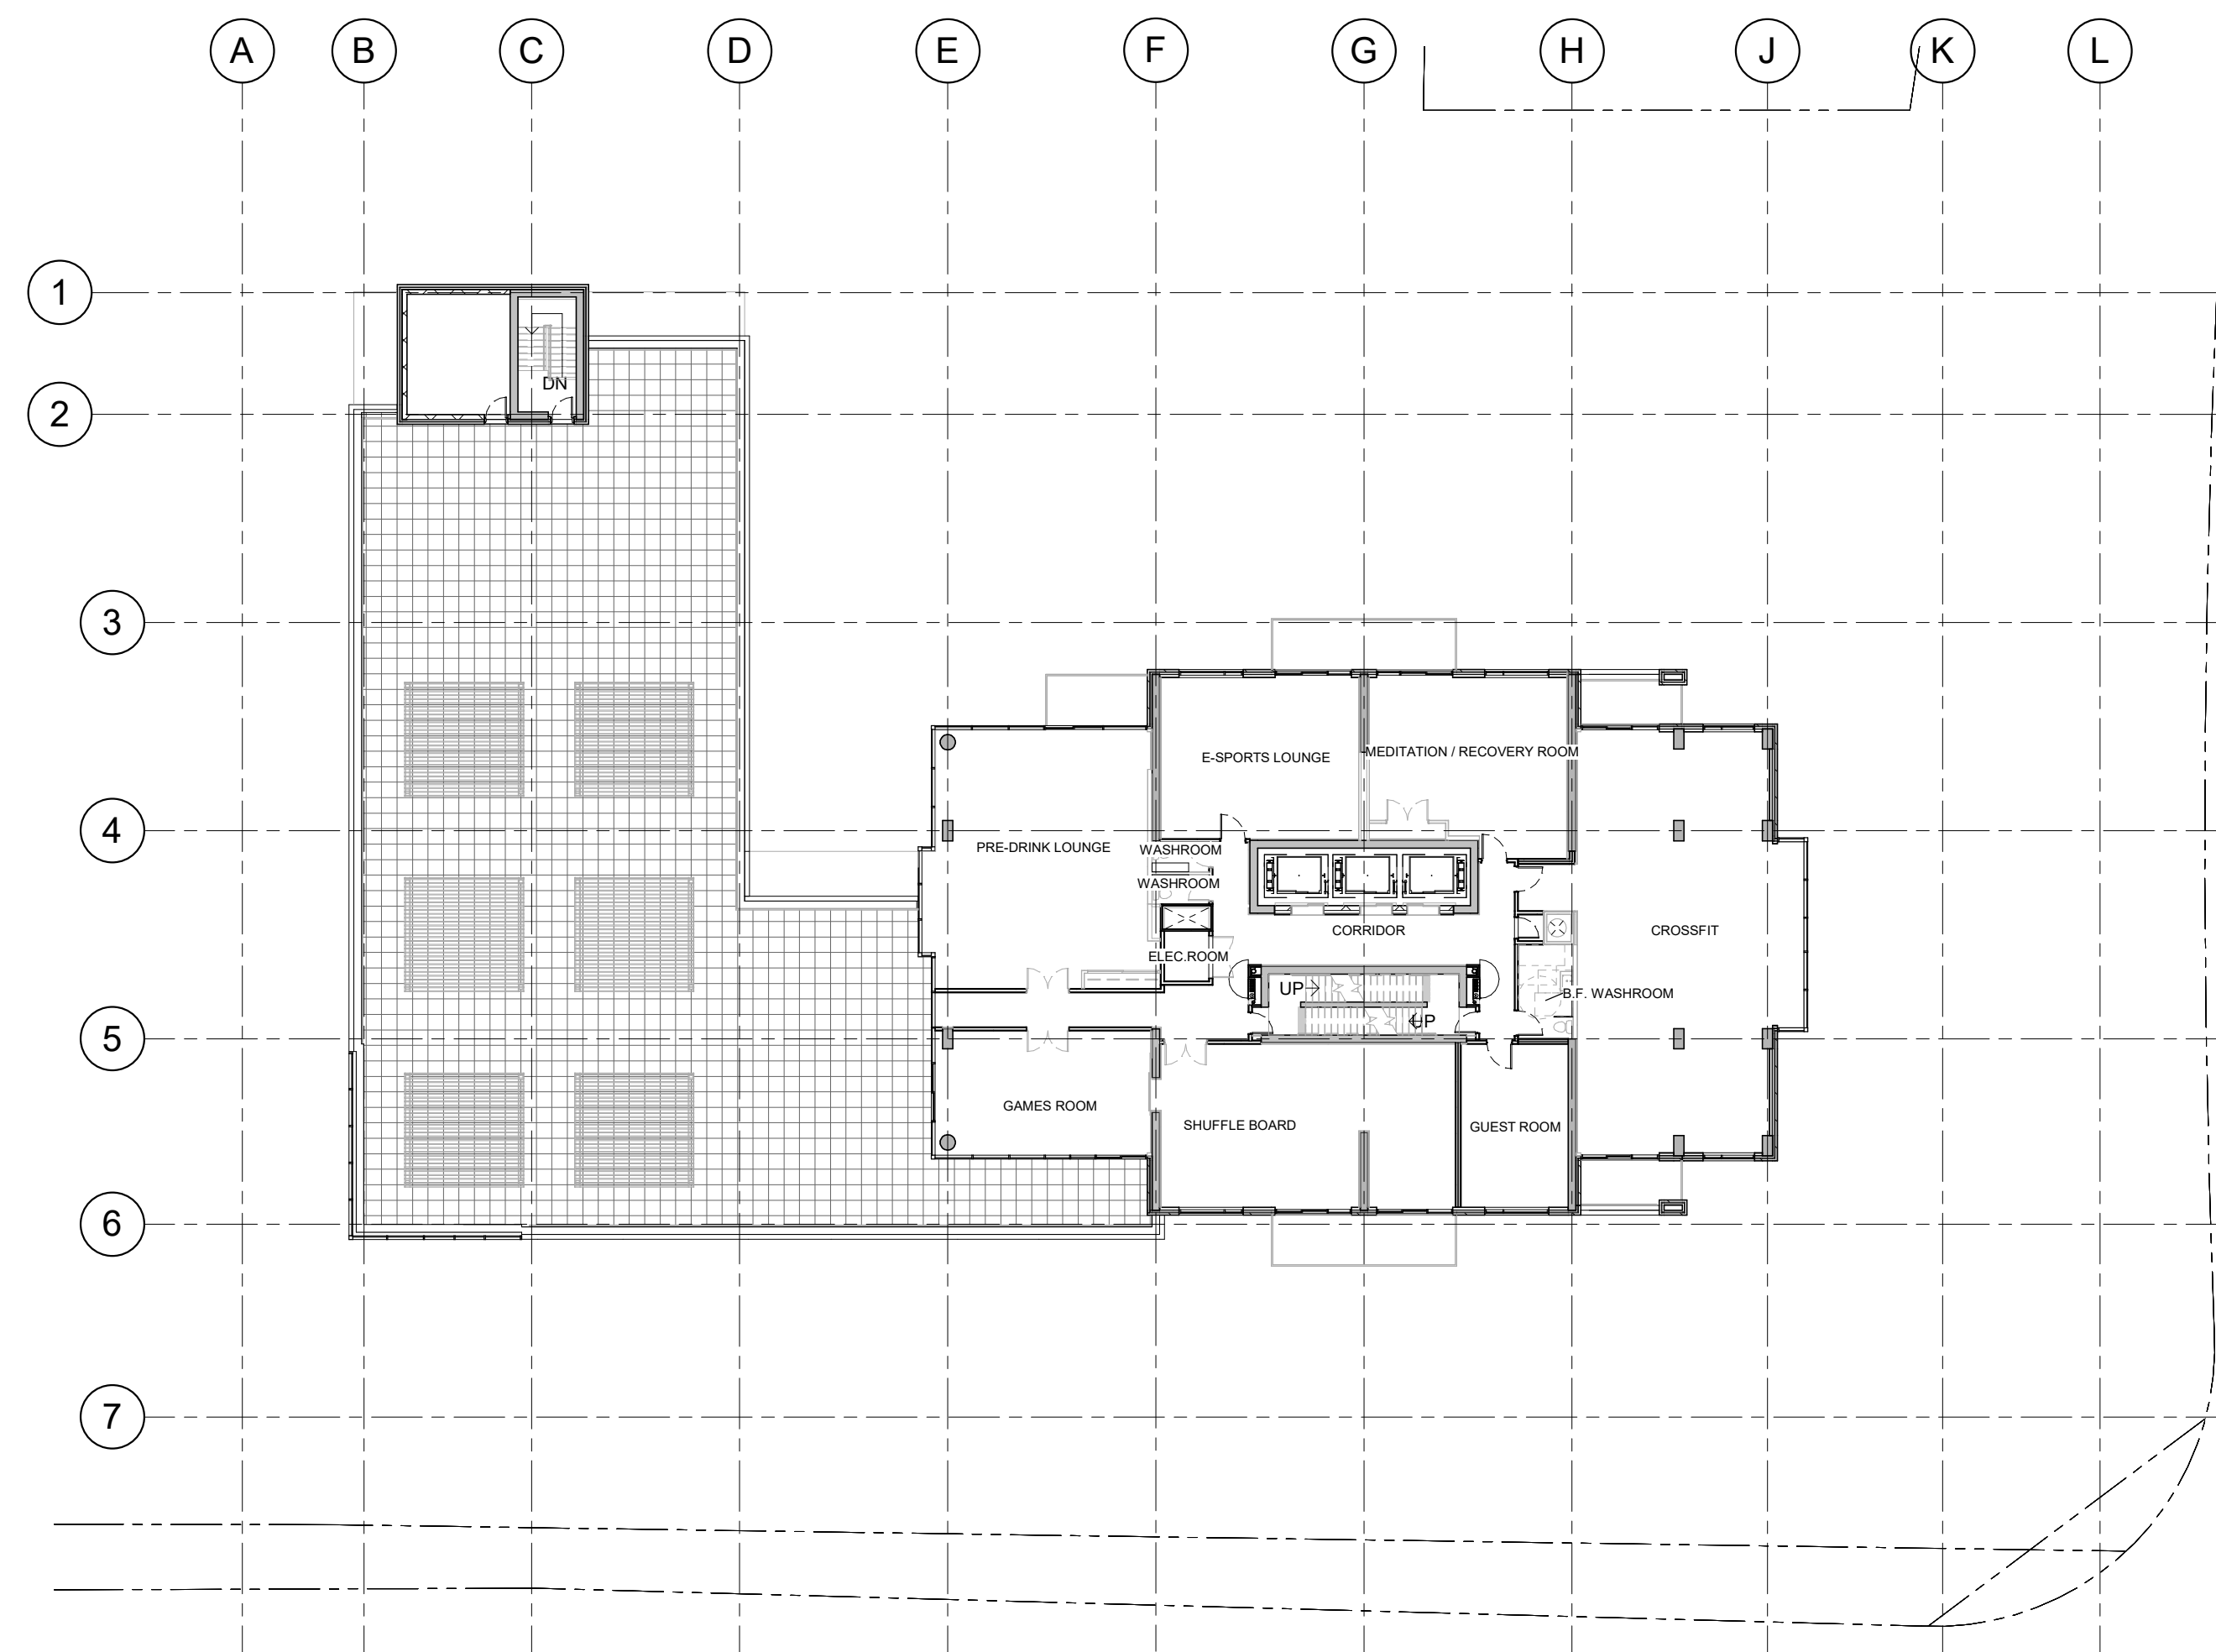 A
B
C
D
E
F
G
H
J
K
L
1
2
3
4
5
6
7
DN
E-SPORTS LOUNGE
MEDITATION / RECOVERY ROOM
PRE-DRINK LOUNGE
WASHROOM
WASHROOM
CORRIDOR
CROSSFIT
ELEC.ROOM
UP
B.F. WASHROOM
UP
GAMES ROOM
SHUFFLE BOARD
GUEST ROOM